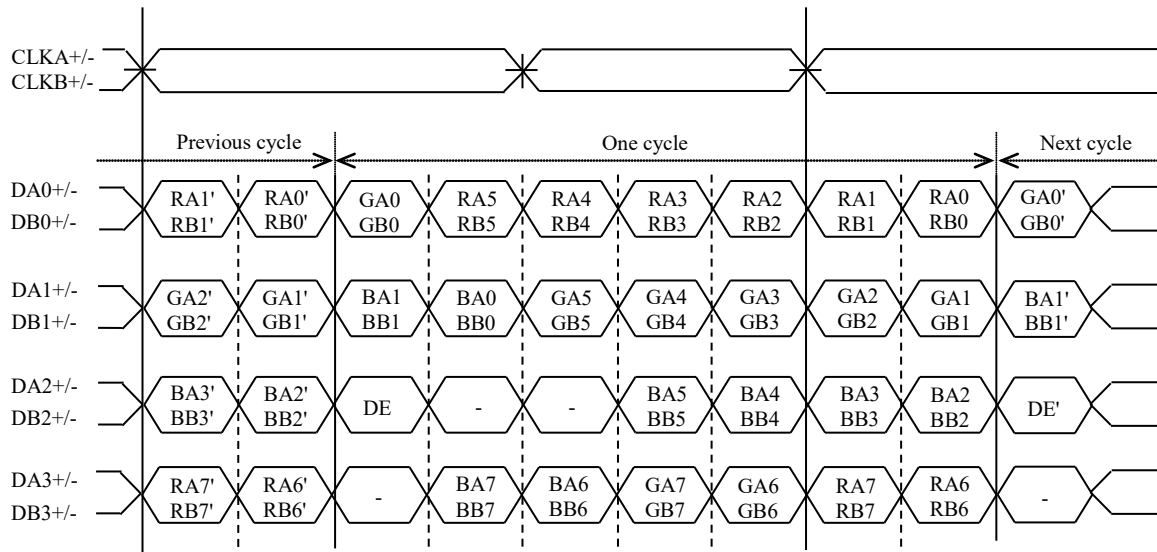 CLKA+/-
CLKB+/-
Previous cycle One cycle Next cycle
DA0+/-
DB0+/-
RA1' RA0' GA0 RA5 RA4 RA3 RA2 RA1 RA0 GA0'
RB1' RB0' GB0 RB5 RB4 RB3 RB2 RB1 RB0 GB0'
DA1+/-
DB1+/-
GA2' GA1' BA1 BA0 GA5 GA4 GA3 GA2 GA1 BA1'
GB2' GB1' BB1 BB0 GB5 GB4 GB3 GB2 GB1 BB1'
DA2+/-
DB2+/-
BA3' BA2' DE - - BA5 BA4 BA3 BA2 DE'
BB3' BB2' BB5 BB4 BB3 BB2
DA3+/-
DB3+/-
RA7' RA6' - BA7 BA6 GA7 GA6 RA7 RA6 -
RB7' RB6' BB7 BB6 GB7 GB6 RB7 RB6